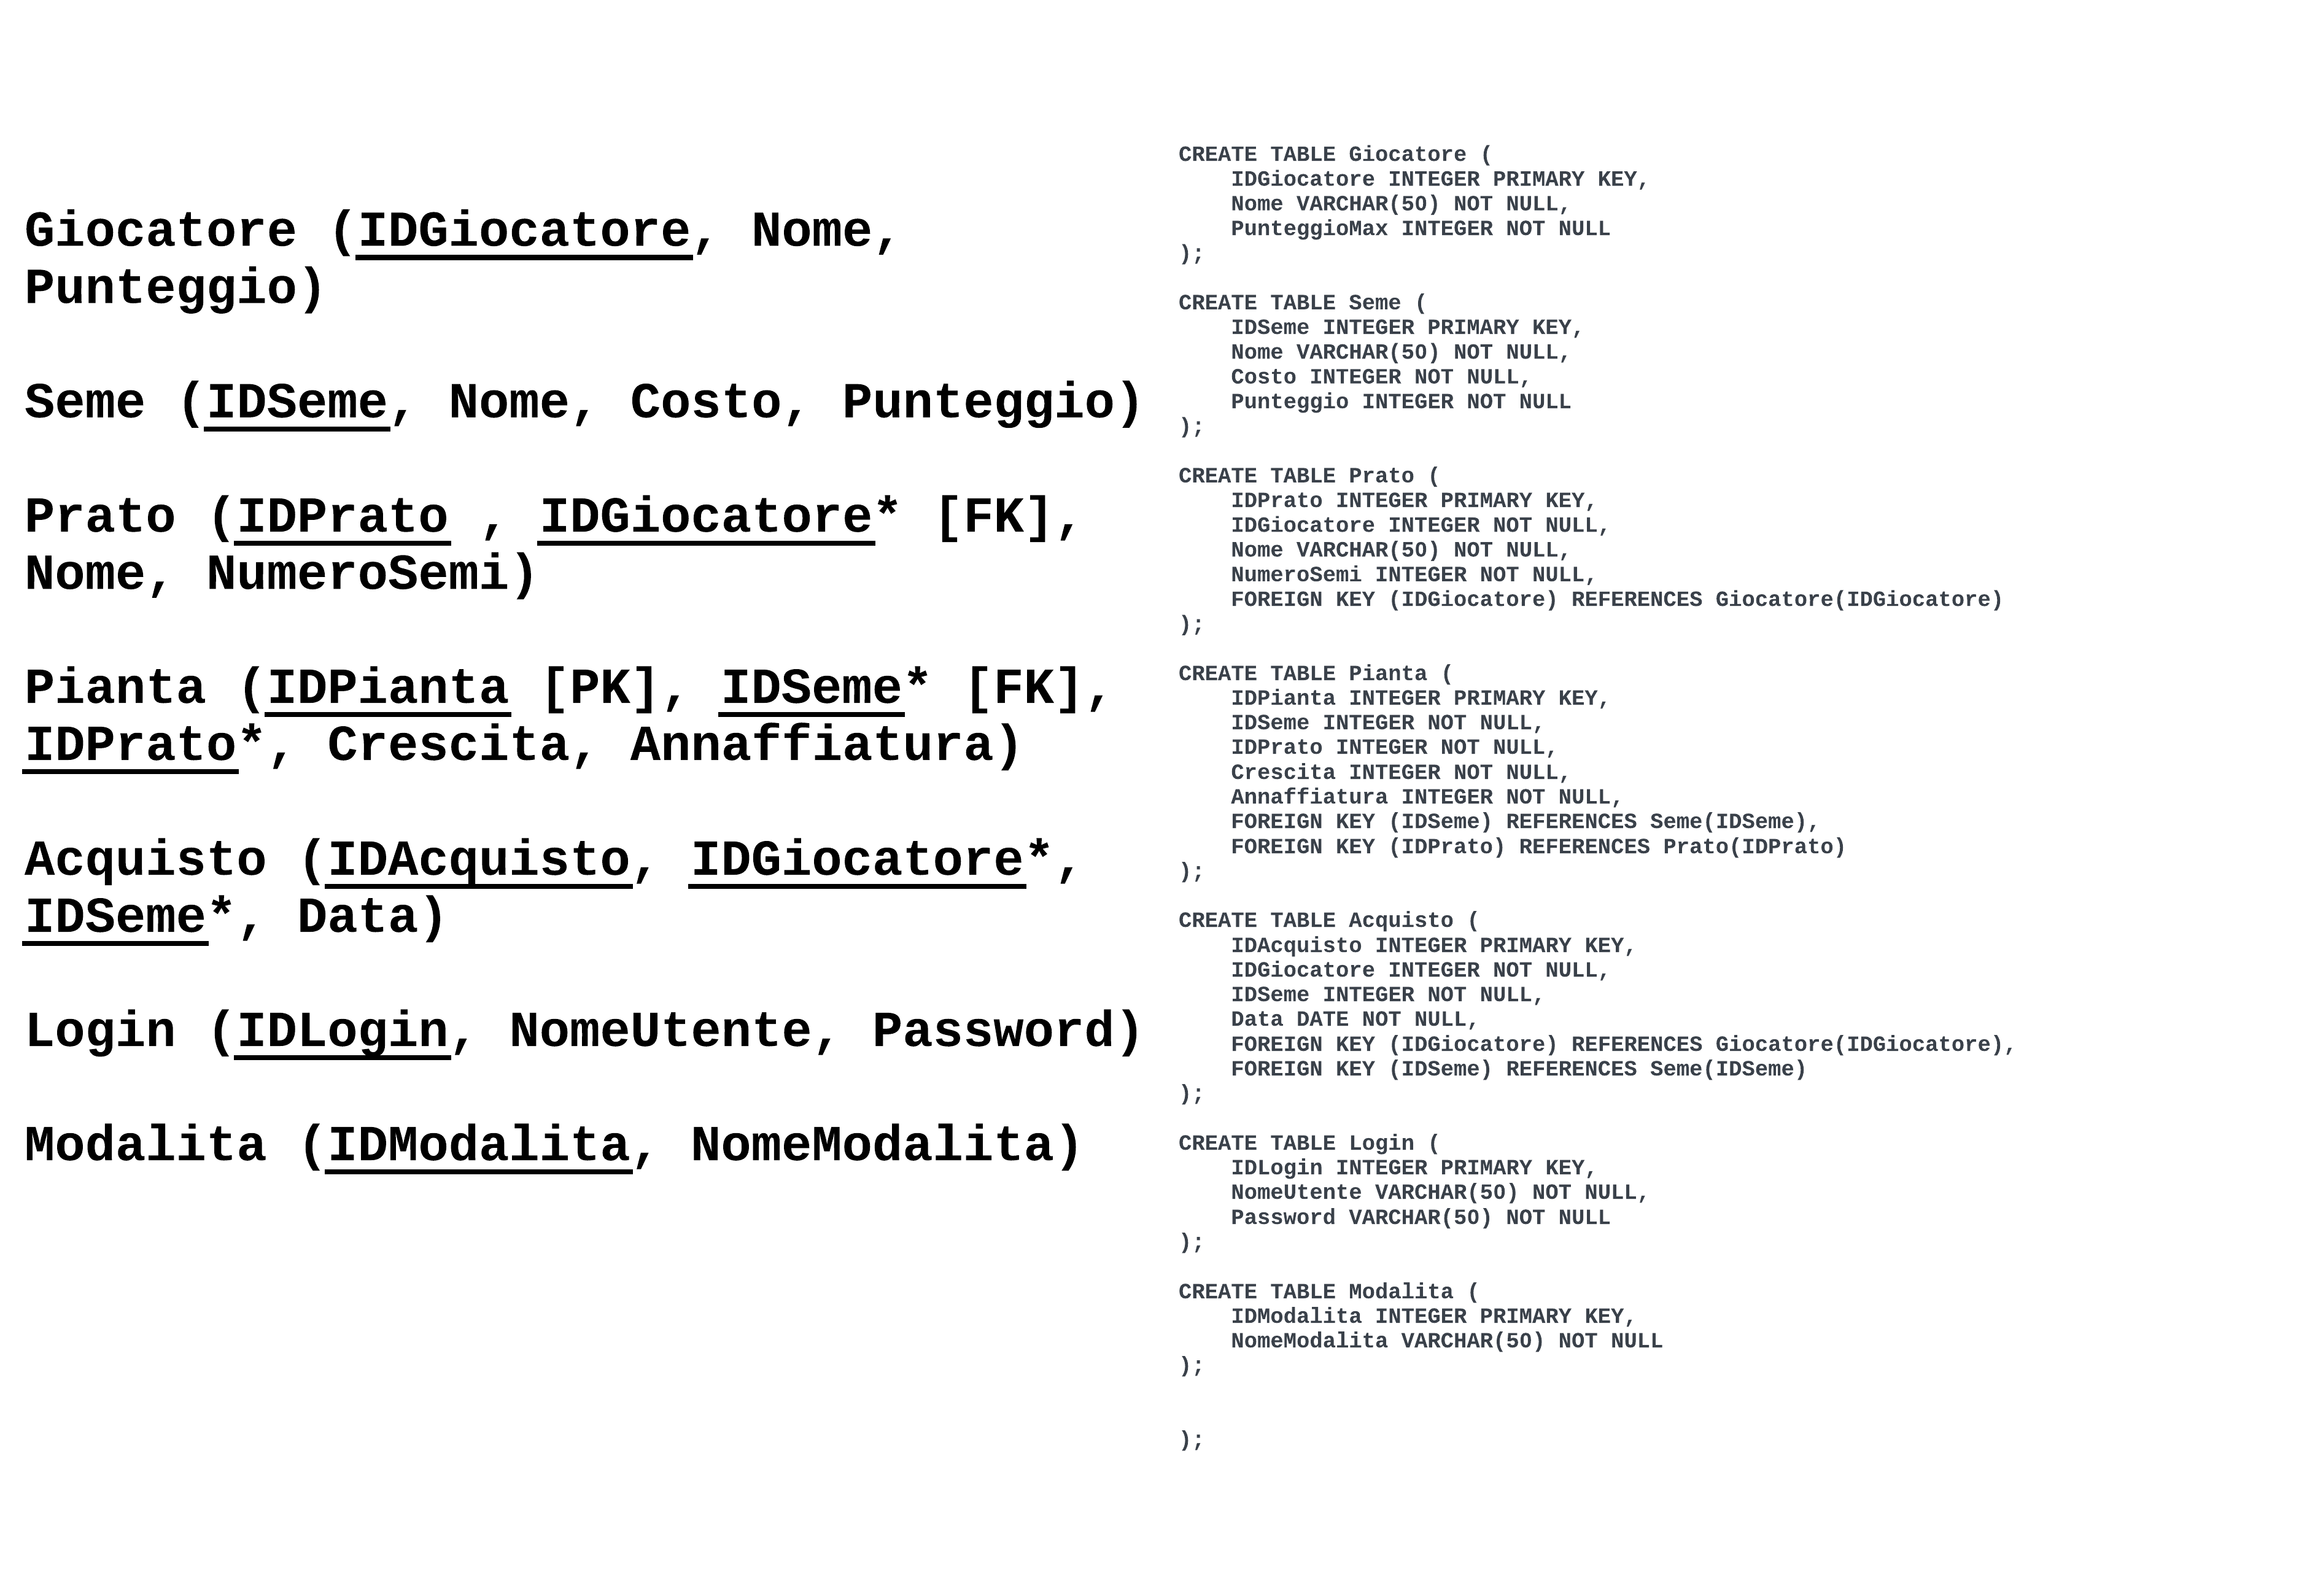 Giocatore (IDGiocatore, Nome,
Punteggio)
Seme (IDSeme, Nome, Costo, Punteggio)
Prato (IDPrato , IDGiocatore* [FK],
Nome, NumeroSemi)
Pianta (IDPianta [PK], IDSeme* [FK],
IDPrato*, Crescita, Annaffiatura)
Acquisto (IDAcquisto, IDGiocatore*,
IDSeme*, Data)
Login (IDLogin, NomeUtente, Password)
Modalita (IDModalita, NomeModalita)
CREATE TABLE Giocatore (
    IDGiocatore INTEGER PRIMARY KEY,
    Nome VARCHAR(50) NOT NULL,
    PunteggioMax INTEGER NOT NULL
);
CREATE TABLE Seme (
    IDSeme INTEGER PRIMARY KEY,
    Nome VARCHAR(50) NOT NULL,
    Costo INTEGER NOT NULL,
    Punteggio INTEGER NOT NULL
);
CREATE TABLE Prato (
    IDPrato INTEGER PRIMARY KEY,
    IDGiocatore INTEGER NOT NULL,
    Nome VARCHAR(50) NOT NULL,
    NumeroSemi INTEGER NOT NULL,
    FOREIGN KEY (IDGiocatore) REFERENCES Giocatore(IDGiocatore)
);
CREATE TABLE Pianta (
    IDPianta INTEGER PRIMARY KEY,
    IDSeme INTEGER NOT NULL,
    IDPrato INTEGER NOT NULL,
    Crescita INTEGER NOT NULL,
    Annaffiatura INTEGER NOT NULL,
    FOREIGN KEY (IDSeme) REFERENCES Seme(IDSeme),
    FOREIGN KEY (IDPrato) REFERENCES Prato(IDPrato)
);
CREATE TABLE Acquisto (
    IDAcquisto INTEGER PRIMARY KEY,
    IDGiocatore INTEGER NOT NULL,
    IDSeme INTEGER NOT NULL,
    Data DATE NOT NULL,
    FOREIGN KEY (IDGiocatore) REFERENCES Giocatore(IDGiocatore),
    FOREIGN KEY (IDSeme) REFERENCES Seme(IDSeme)
);
CREATE TABLE Login (
    IDLogin INTEGER PRIMARY KEY,
    NomeUtente VARCHAR(50) NOT NULL,
    Password VARCHAR(50) NOT NULL
);
CREATE TABLE Modalita (
    IDModalita INTEGER PRIMARY KEY,
    NomeModalita VARCHAR(50) NOT NULL
);
);